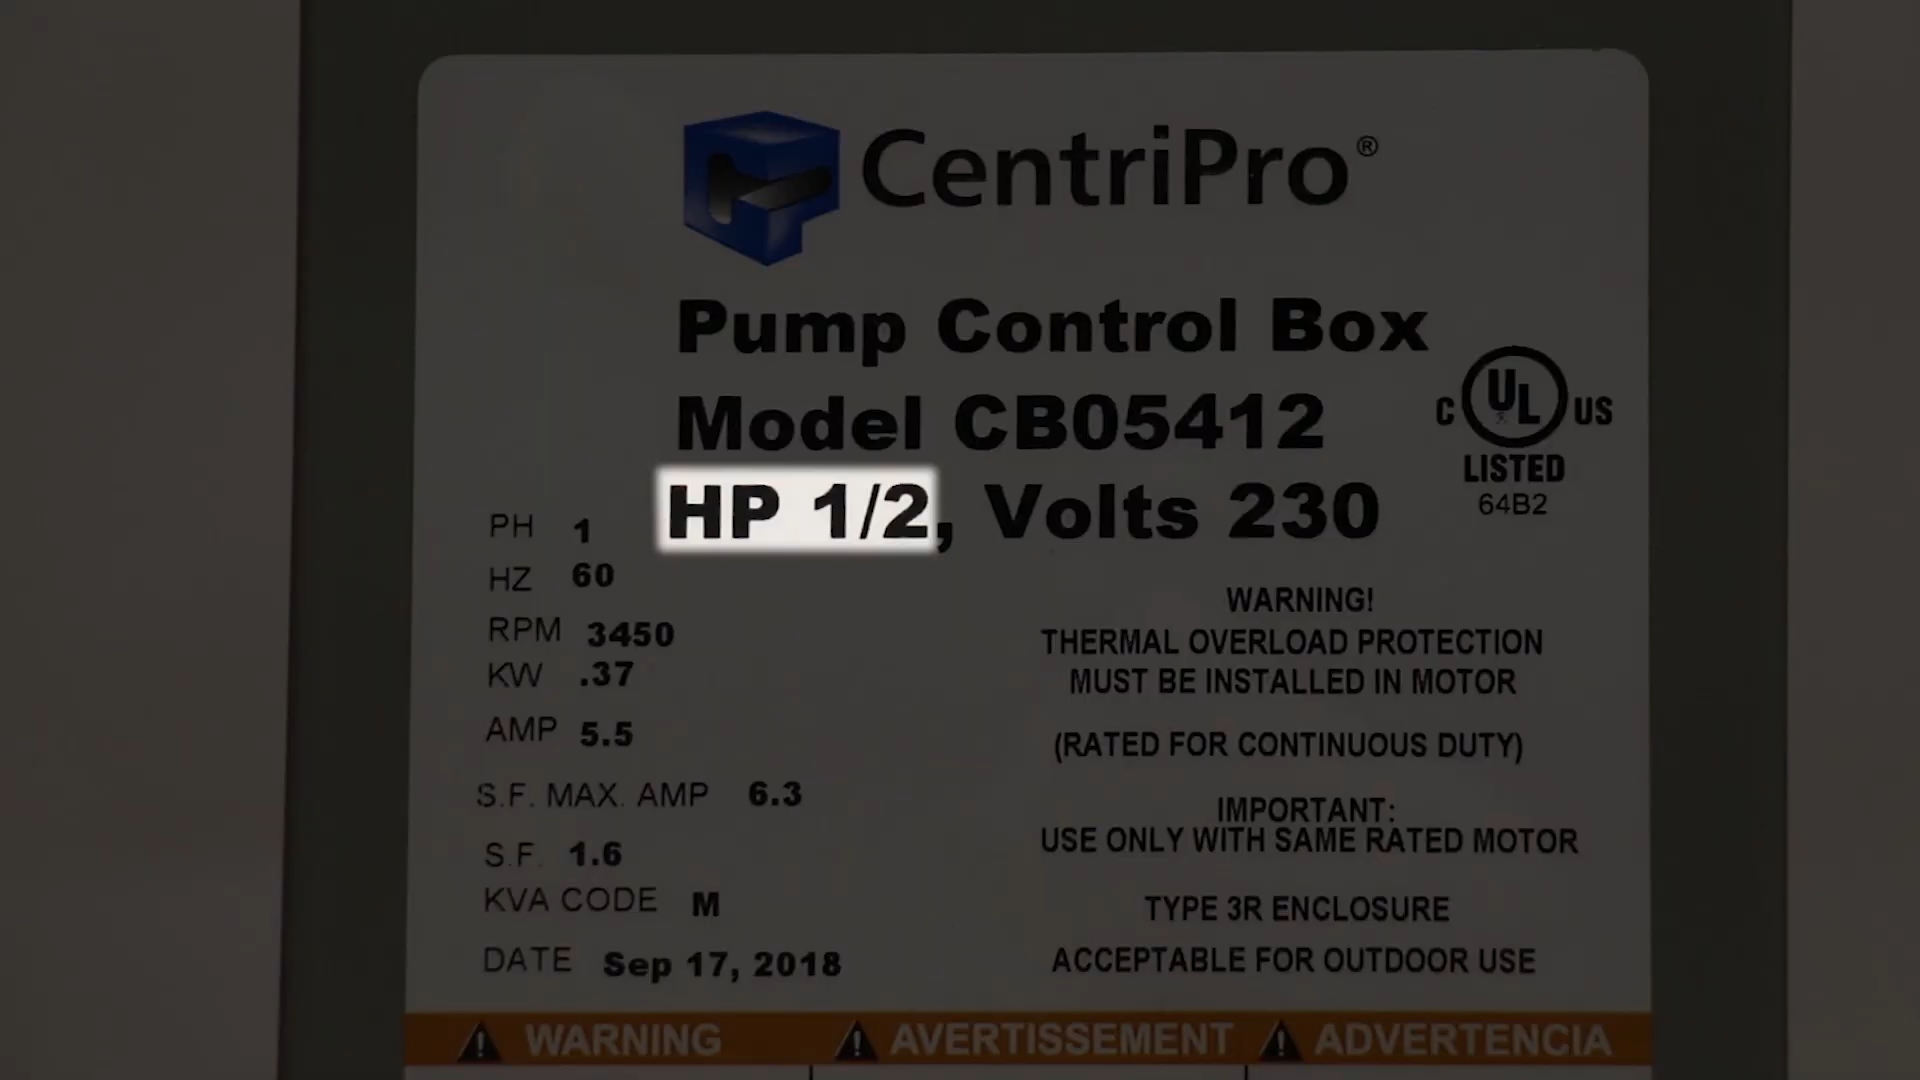 CentriPro®
Pump Control Box
Model CB05412
HP 1/2, Volts 230
C UL US
LISTED
64B2
PH 1
HZ 60
RPM 3450
KW .37
AMP 5.5
S.F. MAX. AMP 6.3
S.F. 1.6
KVA CODE M
DATE Sep 17, 2018
WARNING!
THERMAL OVERLOAD PROTECTION
MUST BE INSTALLED IN MOTOR
(RATED FOR CONTINUOUS DUTY)
IMPORTANT:
USE ONLY WITH SAME RATED MOTOR
TYPE 3R ENCLOSURE
ACCEPTABLE FOR OUTDOOR USE
WARNING AVERTISSEMENT ADVERTENCIA